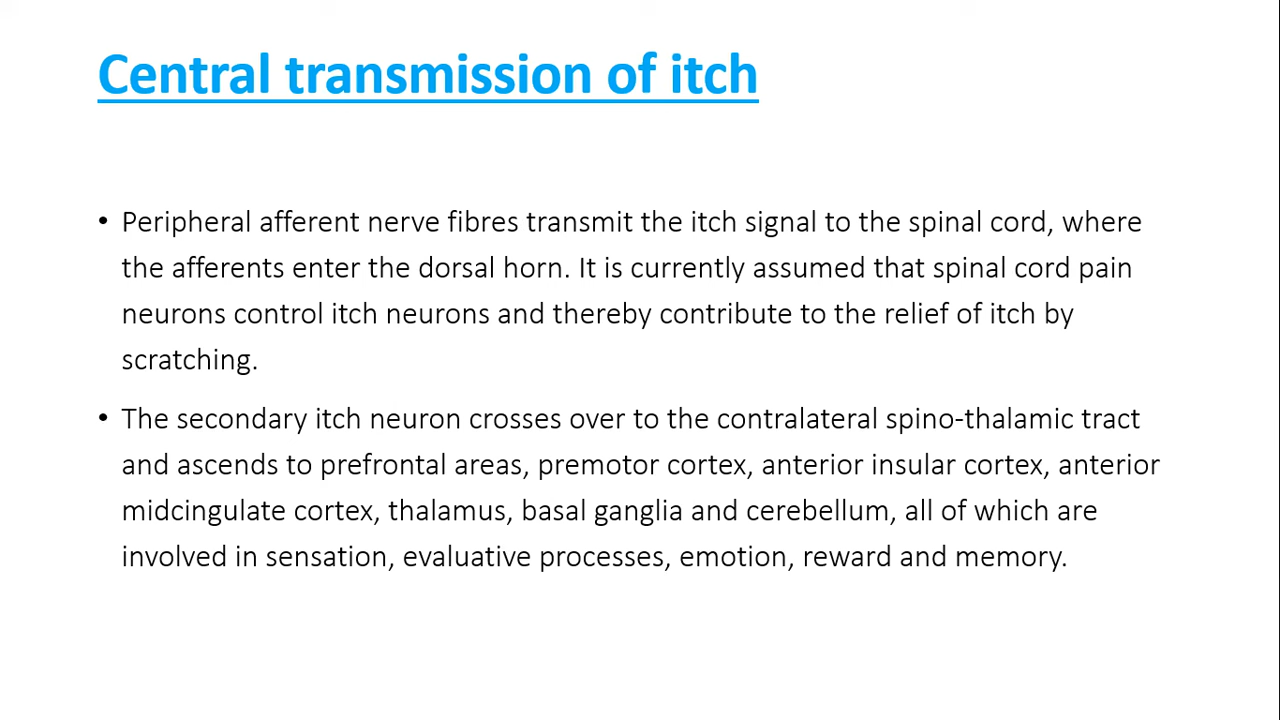 Central transmission of itch
• Peripheral afferent nerve fibres transmit the itch signal to the spinal cord, where
the afferents enter the dorsal horn. It is currently assumed that spinal cord pain
neurons control itch neurons and thereby contribute to the relief of itch by
scratching.
• The secondary itch neuron crosses over to the contralateral spino-thalamic tract
and ascends to prefrontal areas, premotor cortex, anterior insular cortex, anterior
midcingulate cortex, thalamus, basal ganglia and cerebellum, all of which are
involved in sensation, evaluative processes, emotion, reward and memory.